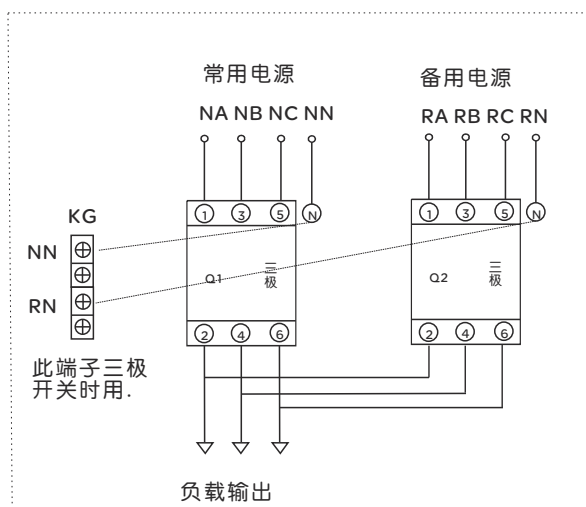 常用电源
备用电源
NA NB NC NN
RA RB RC RN
1 3 5 N
1 3 5 N
KG
NN
RN
Q1 三极
Q2 三极
2 4 6
2 4 6
此端子三极
开关时用.
负载输出